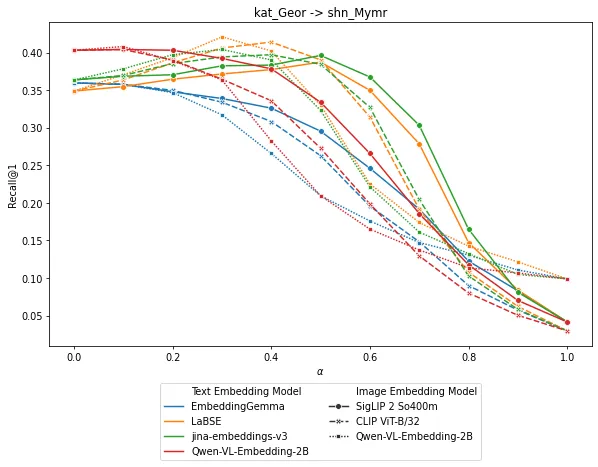 kat_Geor -> shn_Mymr
Recall@1
0.40
0.35
0.30
0.25
0.20
0.15
0.10
0.05
0.0 0.2 0.4 0.6 0.8 1.0
α
Text Embedding Model Image Embedding Model
EmbeddingGemma SigLIP 2 So400m
LaBSE CLIP ViT-B/32
jina-embeddings-v3 Qwen-VL-Embedding-2B
Qwen-VL-Embedding-2B